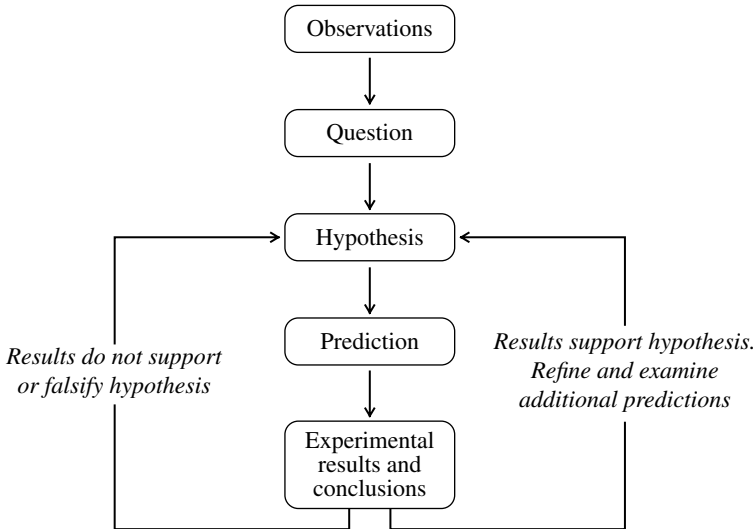 Observations
Question
Hypothesis
Prediction
Results do not support
or falsify hypothesis
Results support hypothesis.
Refine and examine
additional predictions
Experimental
results and
conclusions